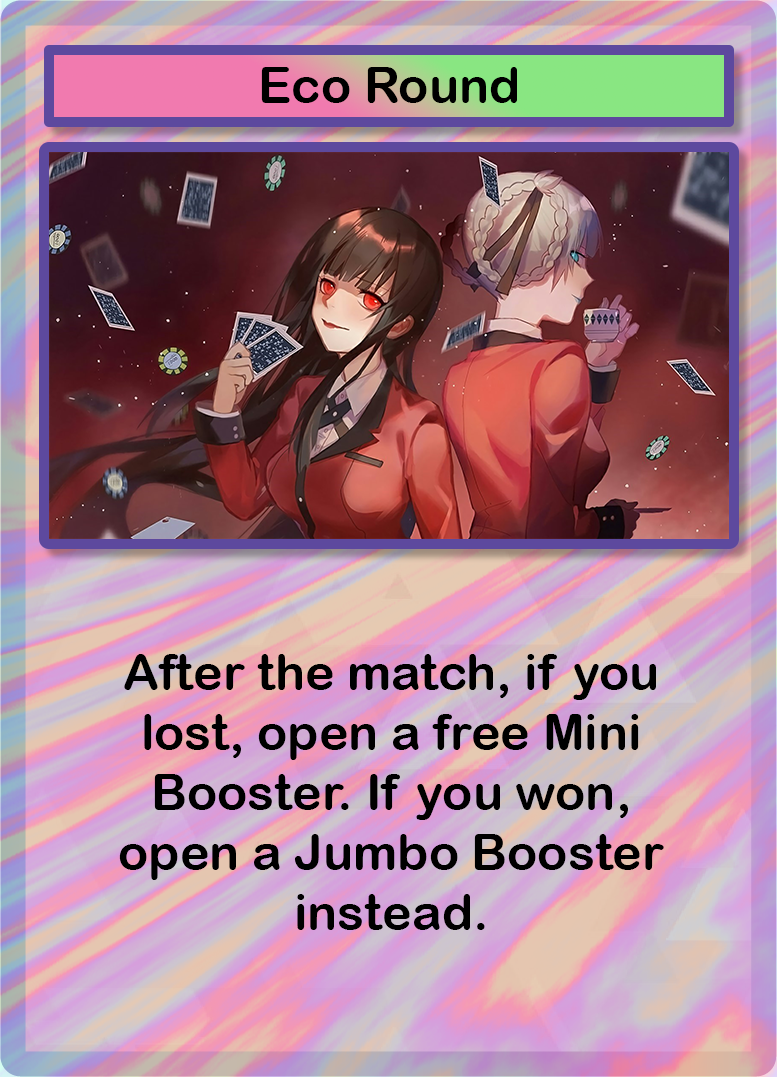 Eco Round
After the match, if you
lost, open a free Mini
Booster. If you won,
open a Jumbo Booster
instead.